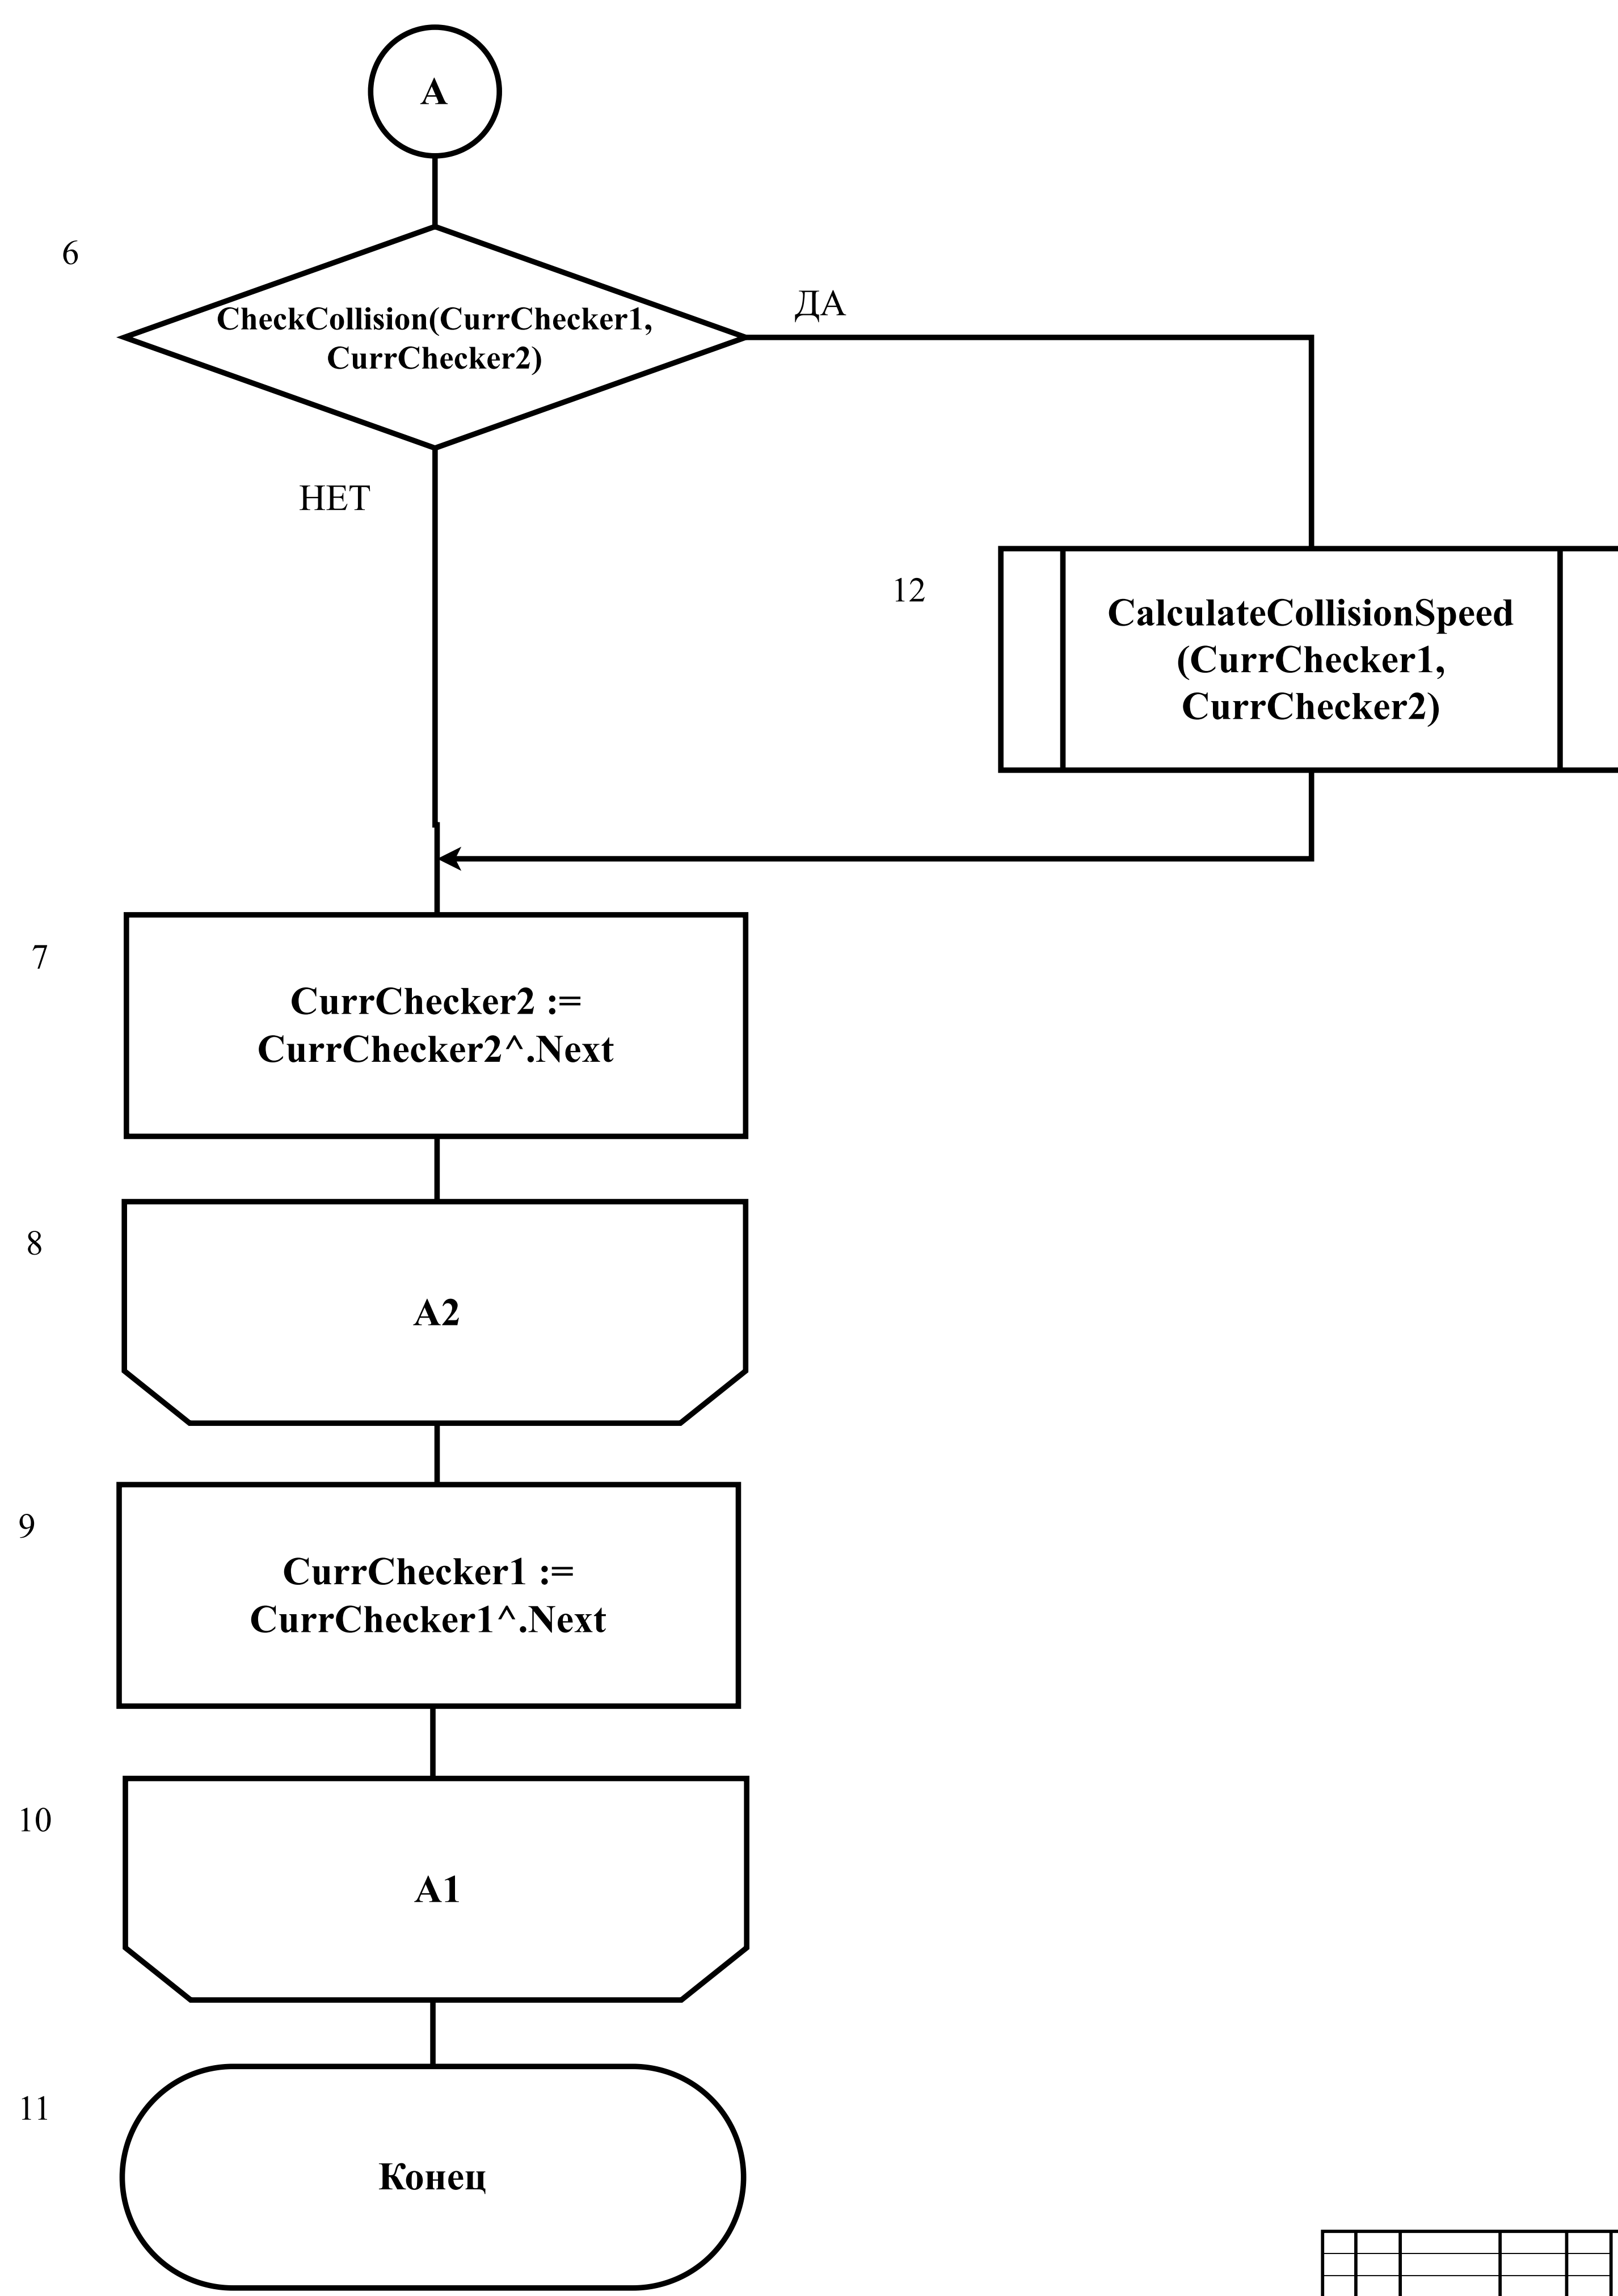 А
6
CheckCollision(CurrChecker1,
CurrChecker2)
ДА
НЕТ
12
CalculateCollisionSpeed
(CurrChecker1,
CurrChecker2)
7
CurrChecker2 :=
CurrChecker2^.Next
8
A2
9
CurrChecker1 :=
CurrChecker1^.Next
10
A1
11
Конец